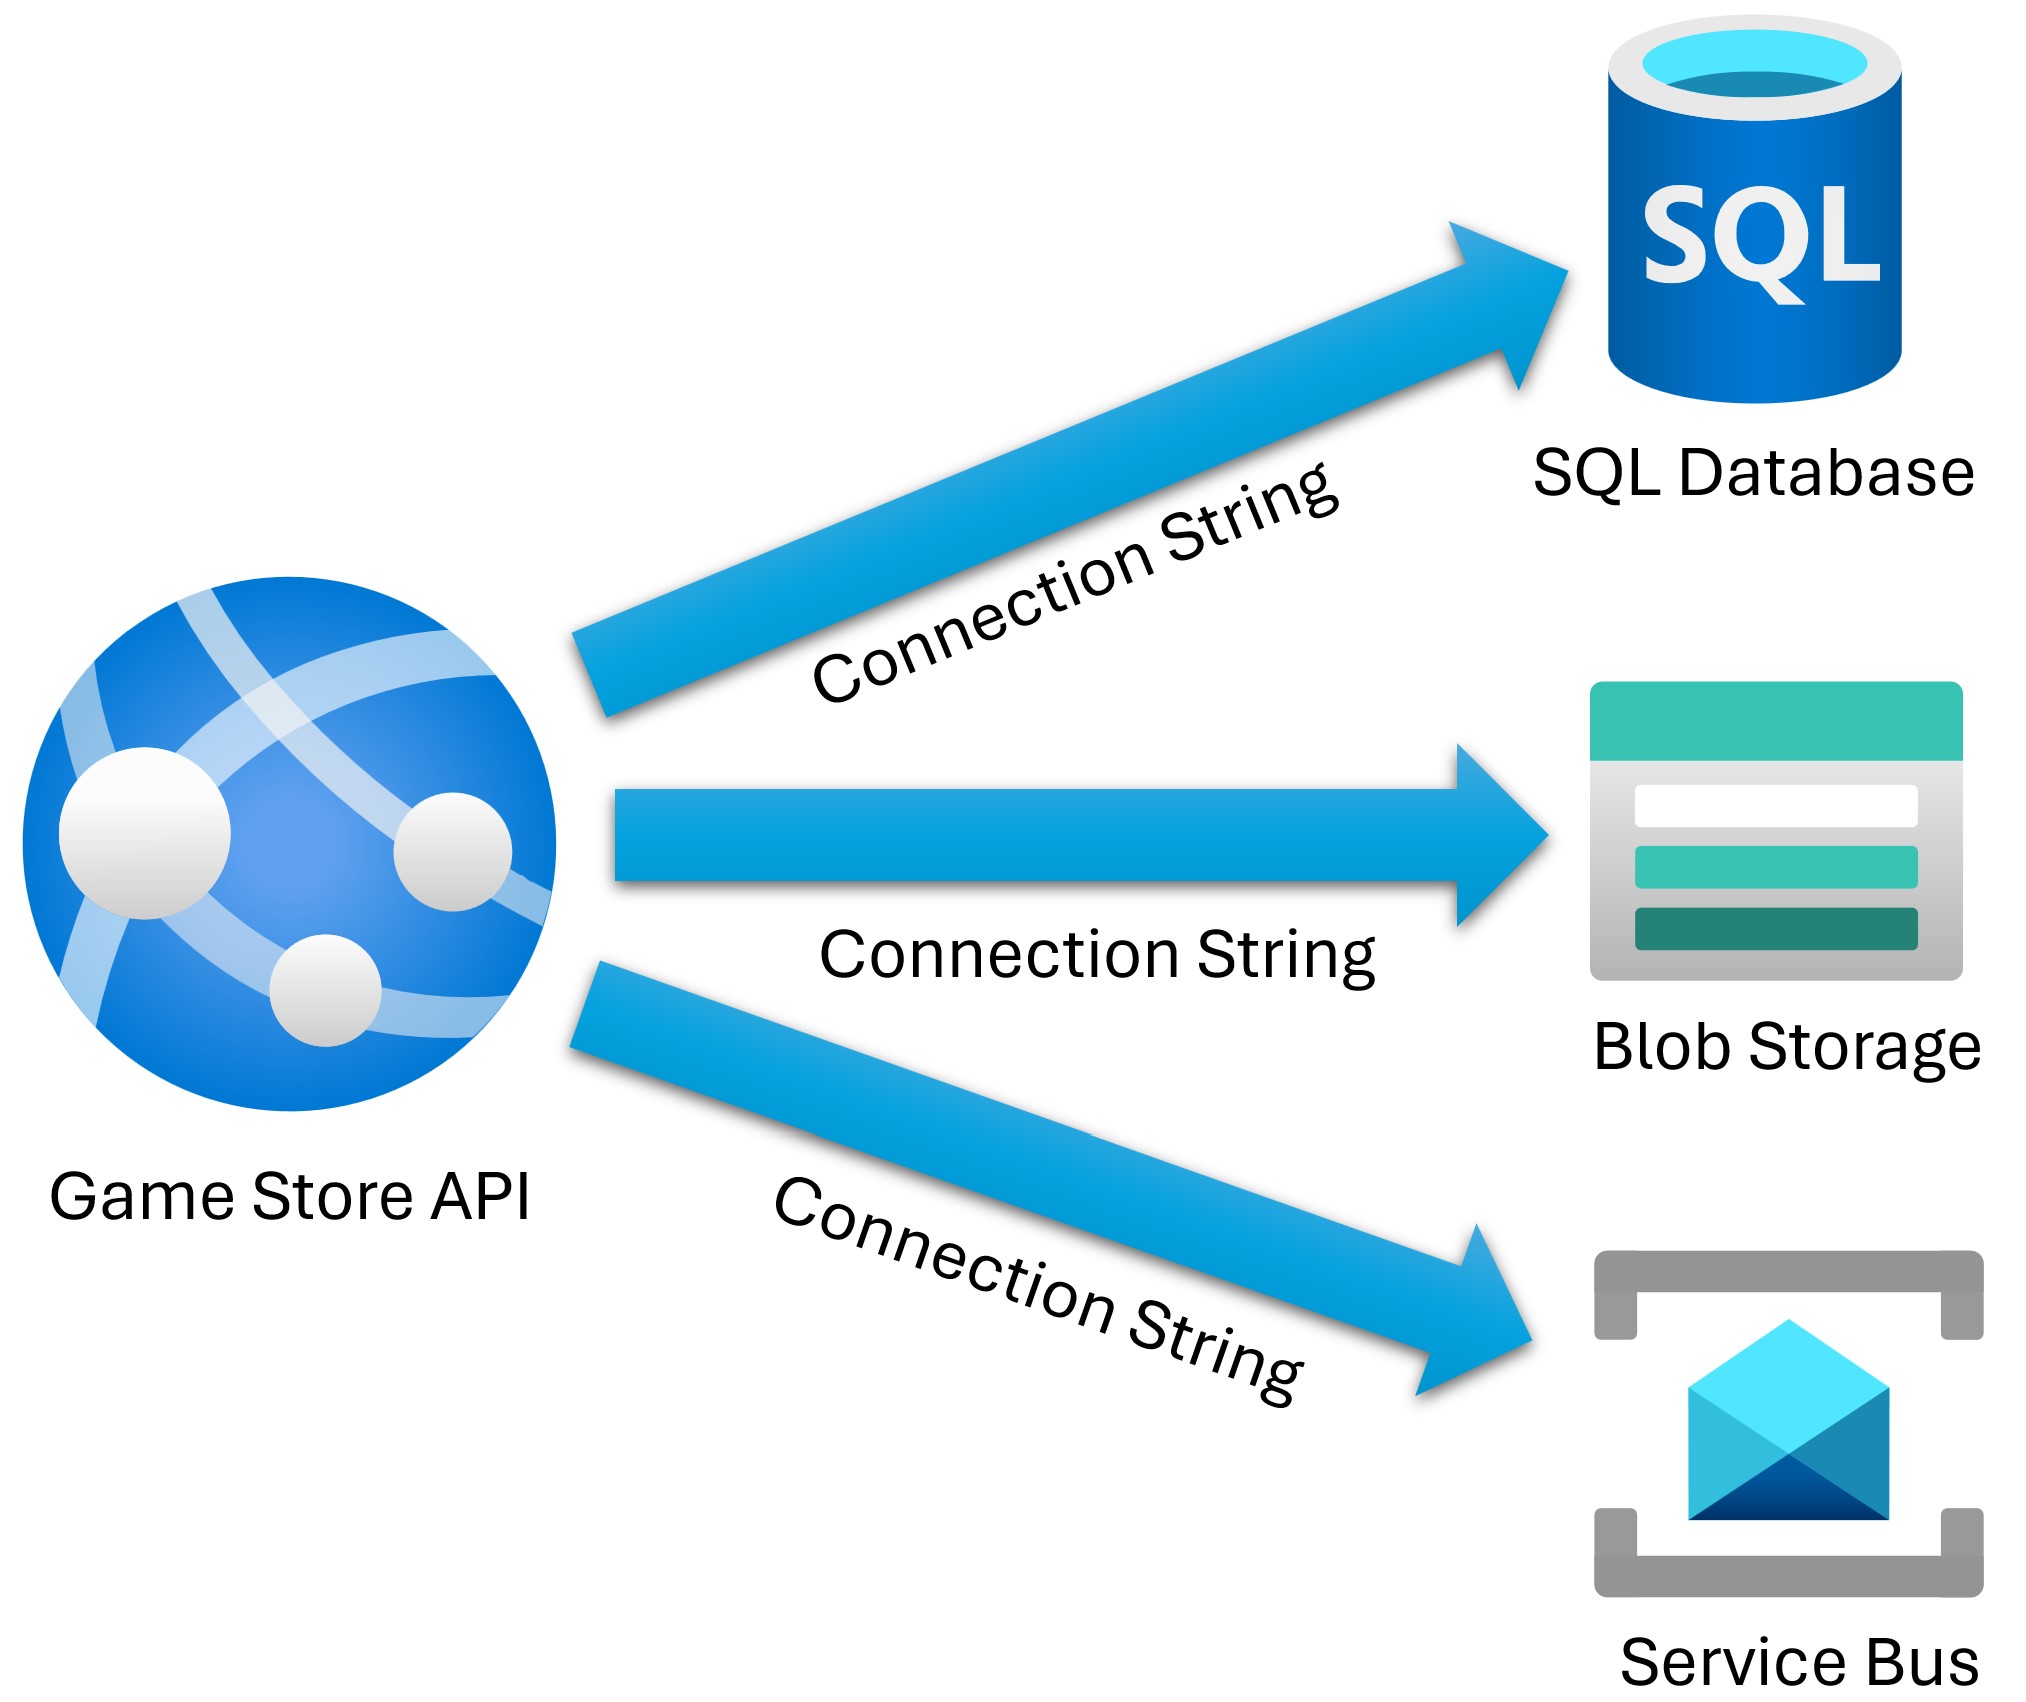 SQL
SQL Database
Connection String
Connection String
Blob Storage
Game Store API
Connection String
Service Bus